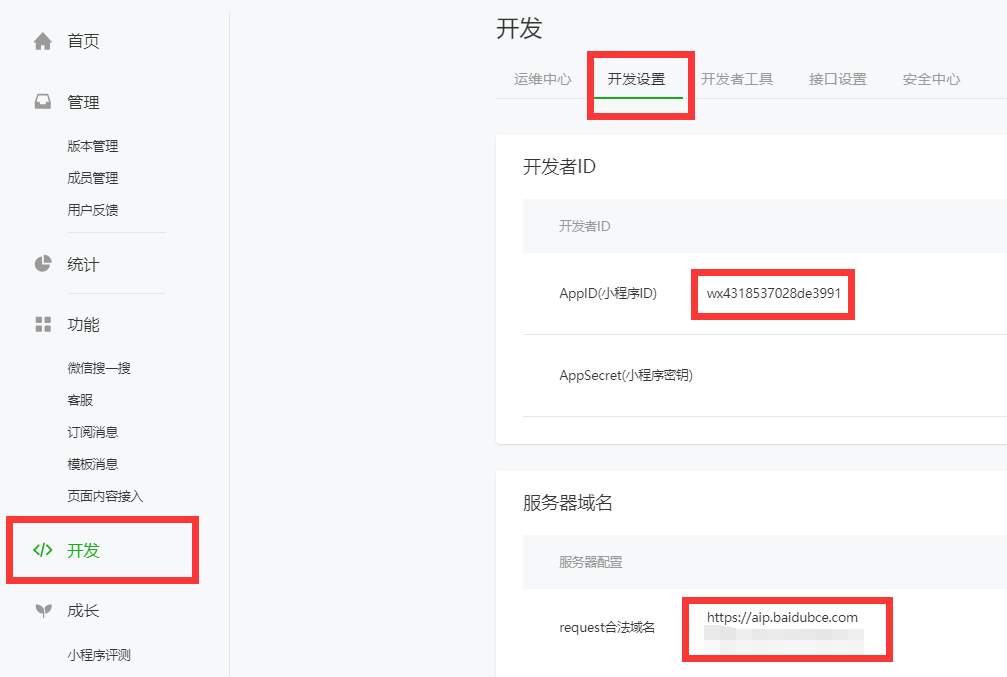 首页
管理
版本管理
成员管理
用户反馈
统计
功能
微信搜一搜
客服
订阅消息
模板消息
页面内容接入
</> 开发
成长
小程序评测
开发
运维中心 开发设置 开发者工具 接口设置 安全中心
开发者ID
开发者ID
AppID(小程序ID) wx4318537028de3991
AppSecret(小程序密钥)
服务器域名
服务器配置
request合法域名 https://aip.baidubce.com